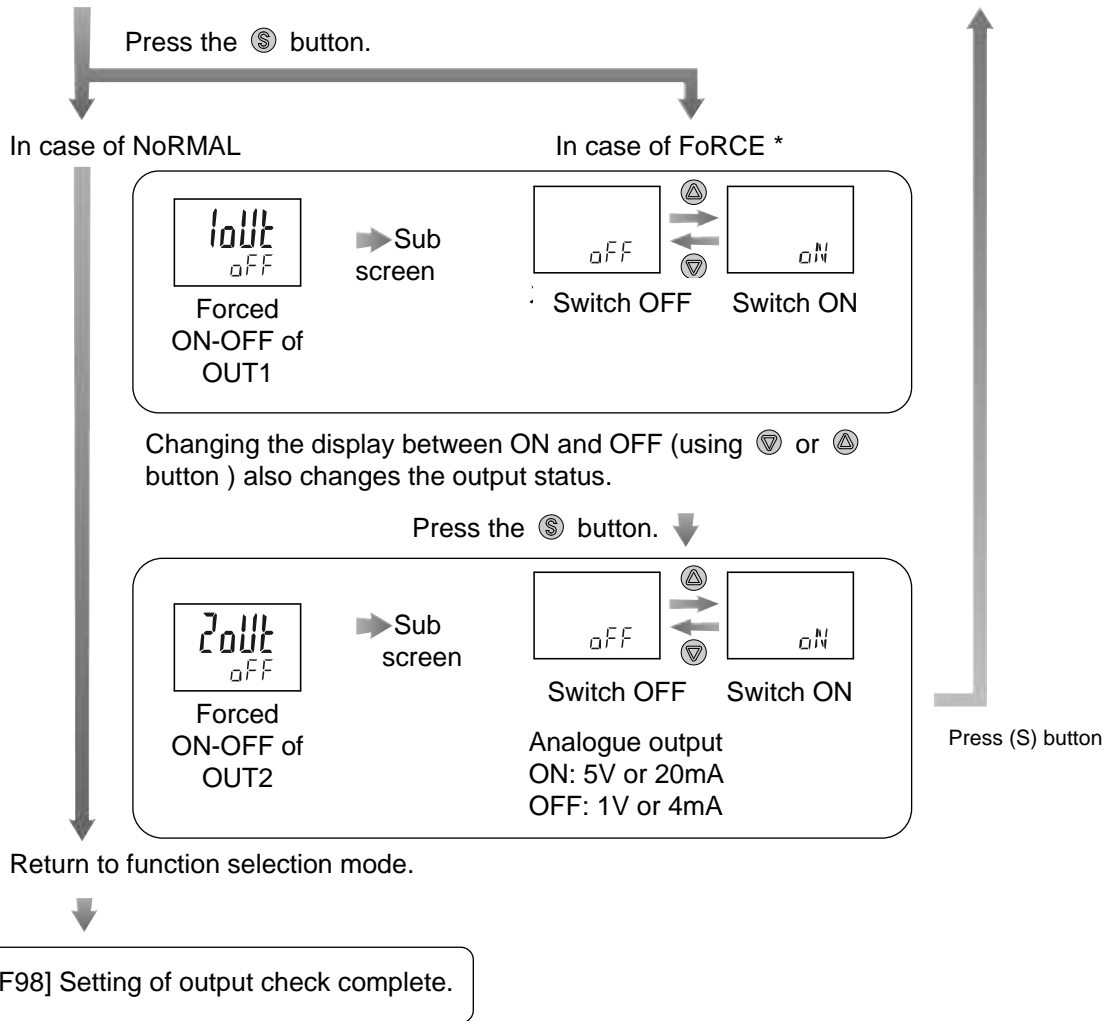 Press the Ⓢ button.
In case of NoRMAL
In case of FoRCE *
1oUt
oFF
Sub
screen
Forced
ON-OFF of
OUT1
oFF
oN
Switch OFF
Switch ON
Changing the display between ON and OFF (using ▽ or △
button ) also changes the output status.
Press the Ⓢ button.
2oUt
oFF
Sub
screen
Forced
ON-OFF of
OUT2
oFF
oN
Switch OFF
Switch ON
Analogue output
ON: 5V or 20mA
OFF: 1V or 4mA
Press (S) button
Return to function selection mode.
F98] Setting of output check complete.